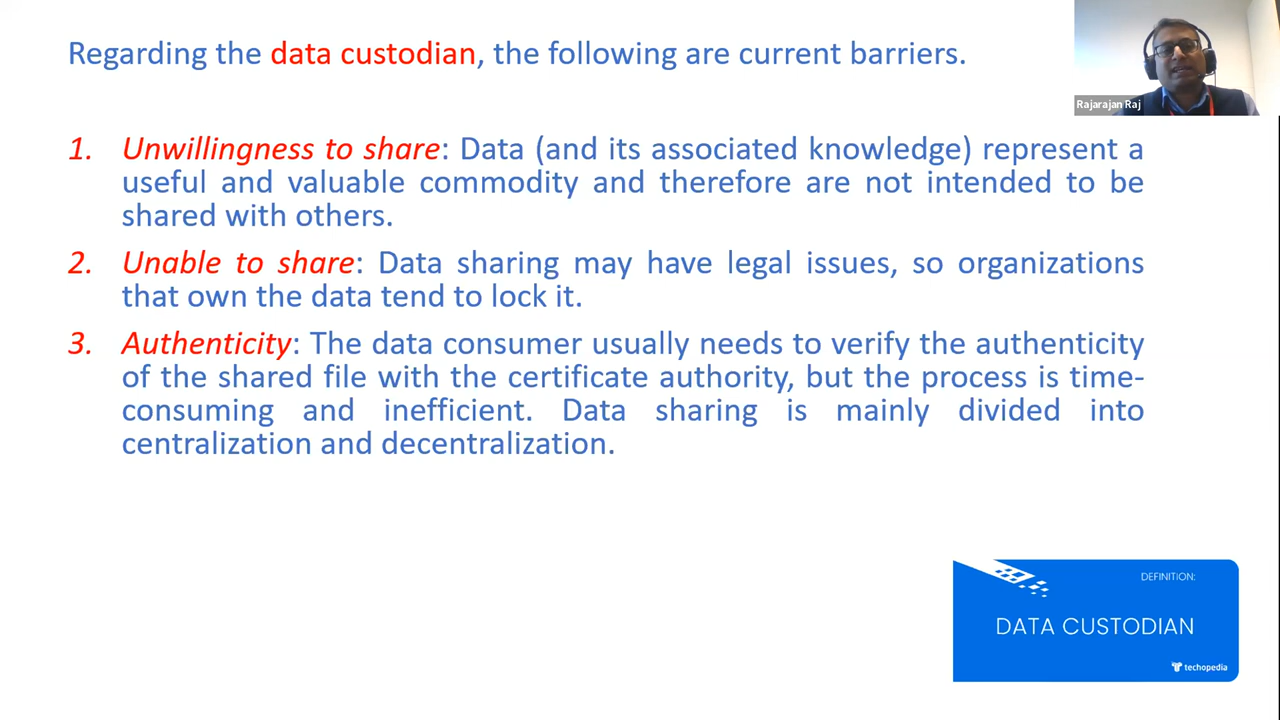 Regarding the data custodian, the following are current barriers.
Rajarajan Raj
1. Unwillingness to share: Data (and its associated knowledge) represent a
useful and valuable commodity and therefore are not intended to be
shared with others.
2. Unable to share: Data sharing may have legal issues, so organizations
that own the data tend to lock it.
3. Authenticity: The data consumer usually needs to verify the authenticity
of the shared file with the certificate authority, but the process is time-
consuming and inefficient. Data sharing is mainly divided into
centralization and decentralization.
DEFINITION:
DATA CUSTODIAN
techopedia